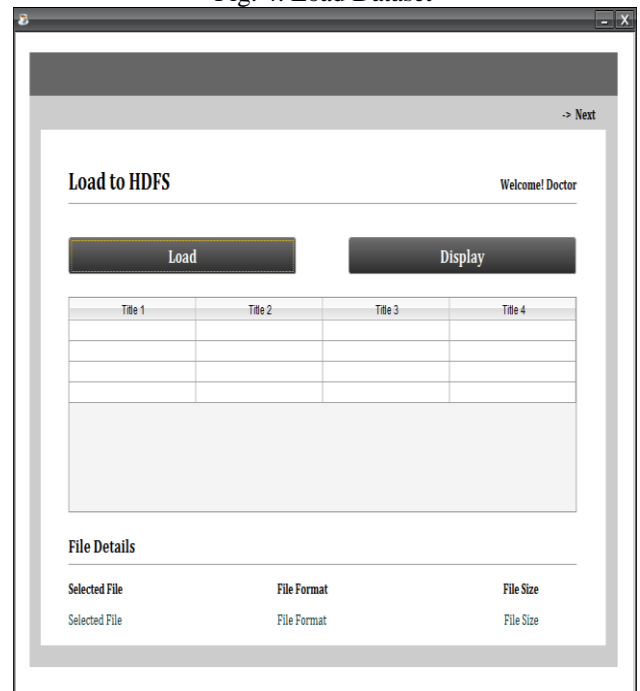 Fig. 4. Load Dataset
-> Next
Load to HDFS Welcome! Doctor
Load Display
Title 1 Title 2 Title 3 Title 4
File Details
Selected File File Format File Size
Selected File File Format File Size